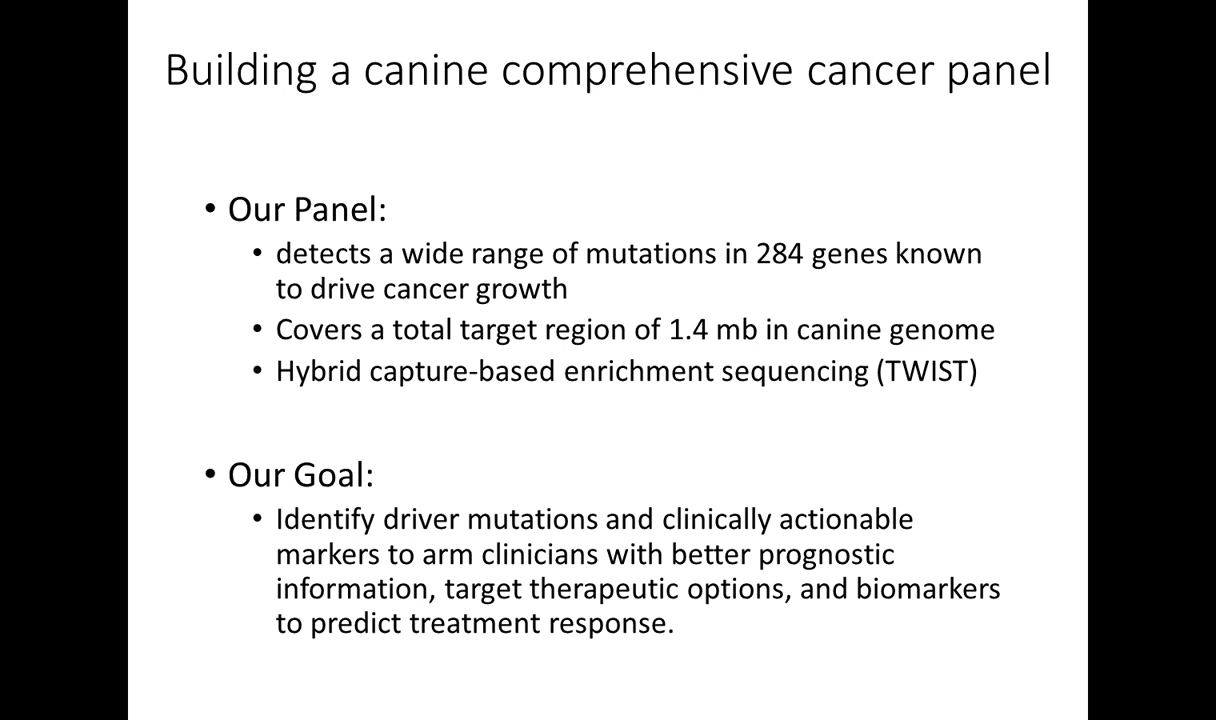 Building a canine comprehensive cancer panel
• Our Panel:
• detects a wide range of mutations in 284 genes known
to drive cancer growth
• Covers a total target region of 1.4 mb in canine genome
• Hybrid capture-based enrichment sequencing (TWIST)
• Our Goal:
• Identify driver mutations and clinically actionable
markers to arm clinicians with better prognostic
information, target therapeutic options, and biomarkers
to predict treatment response.